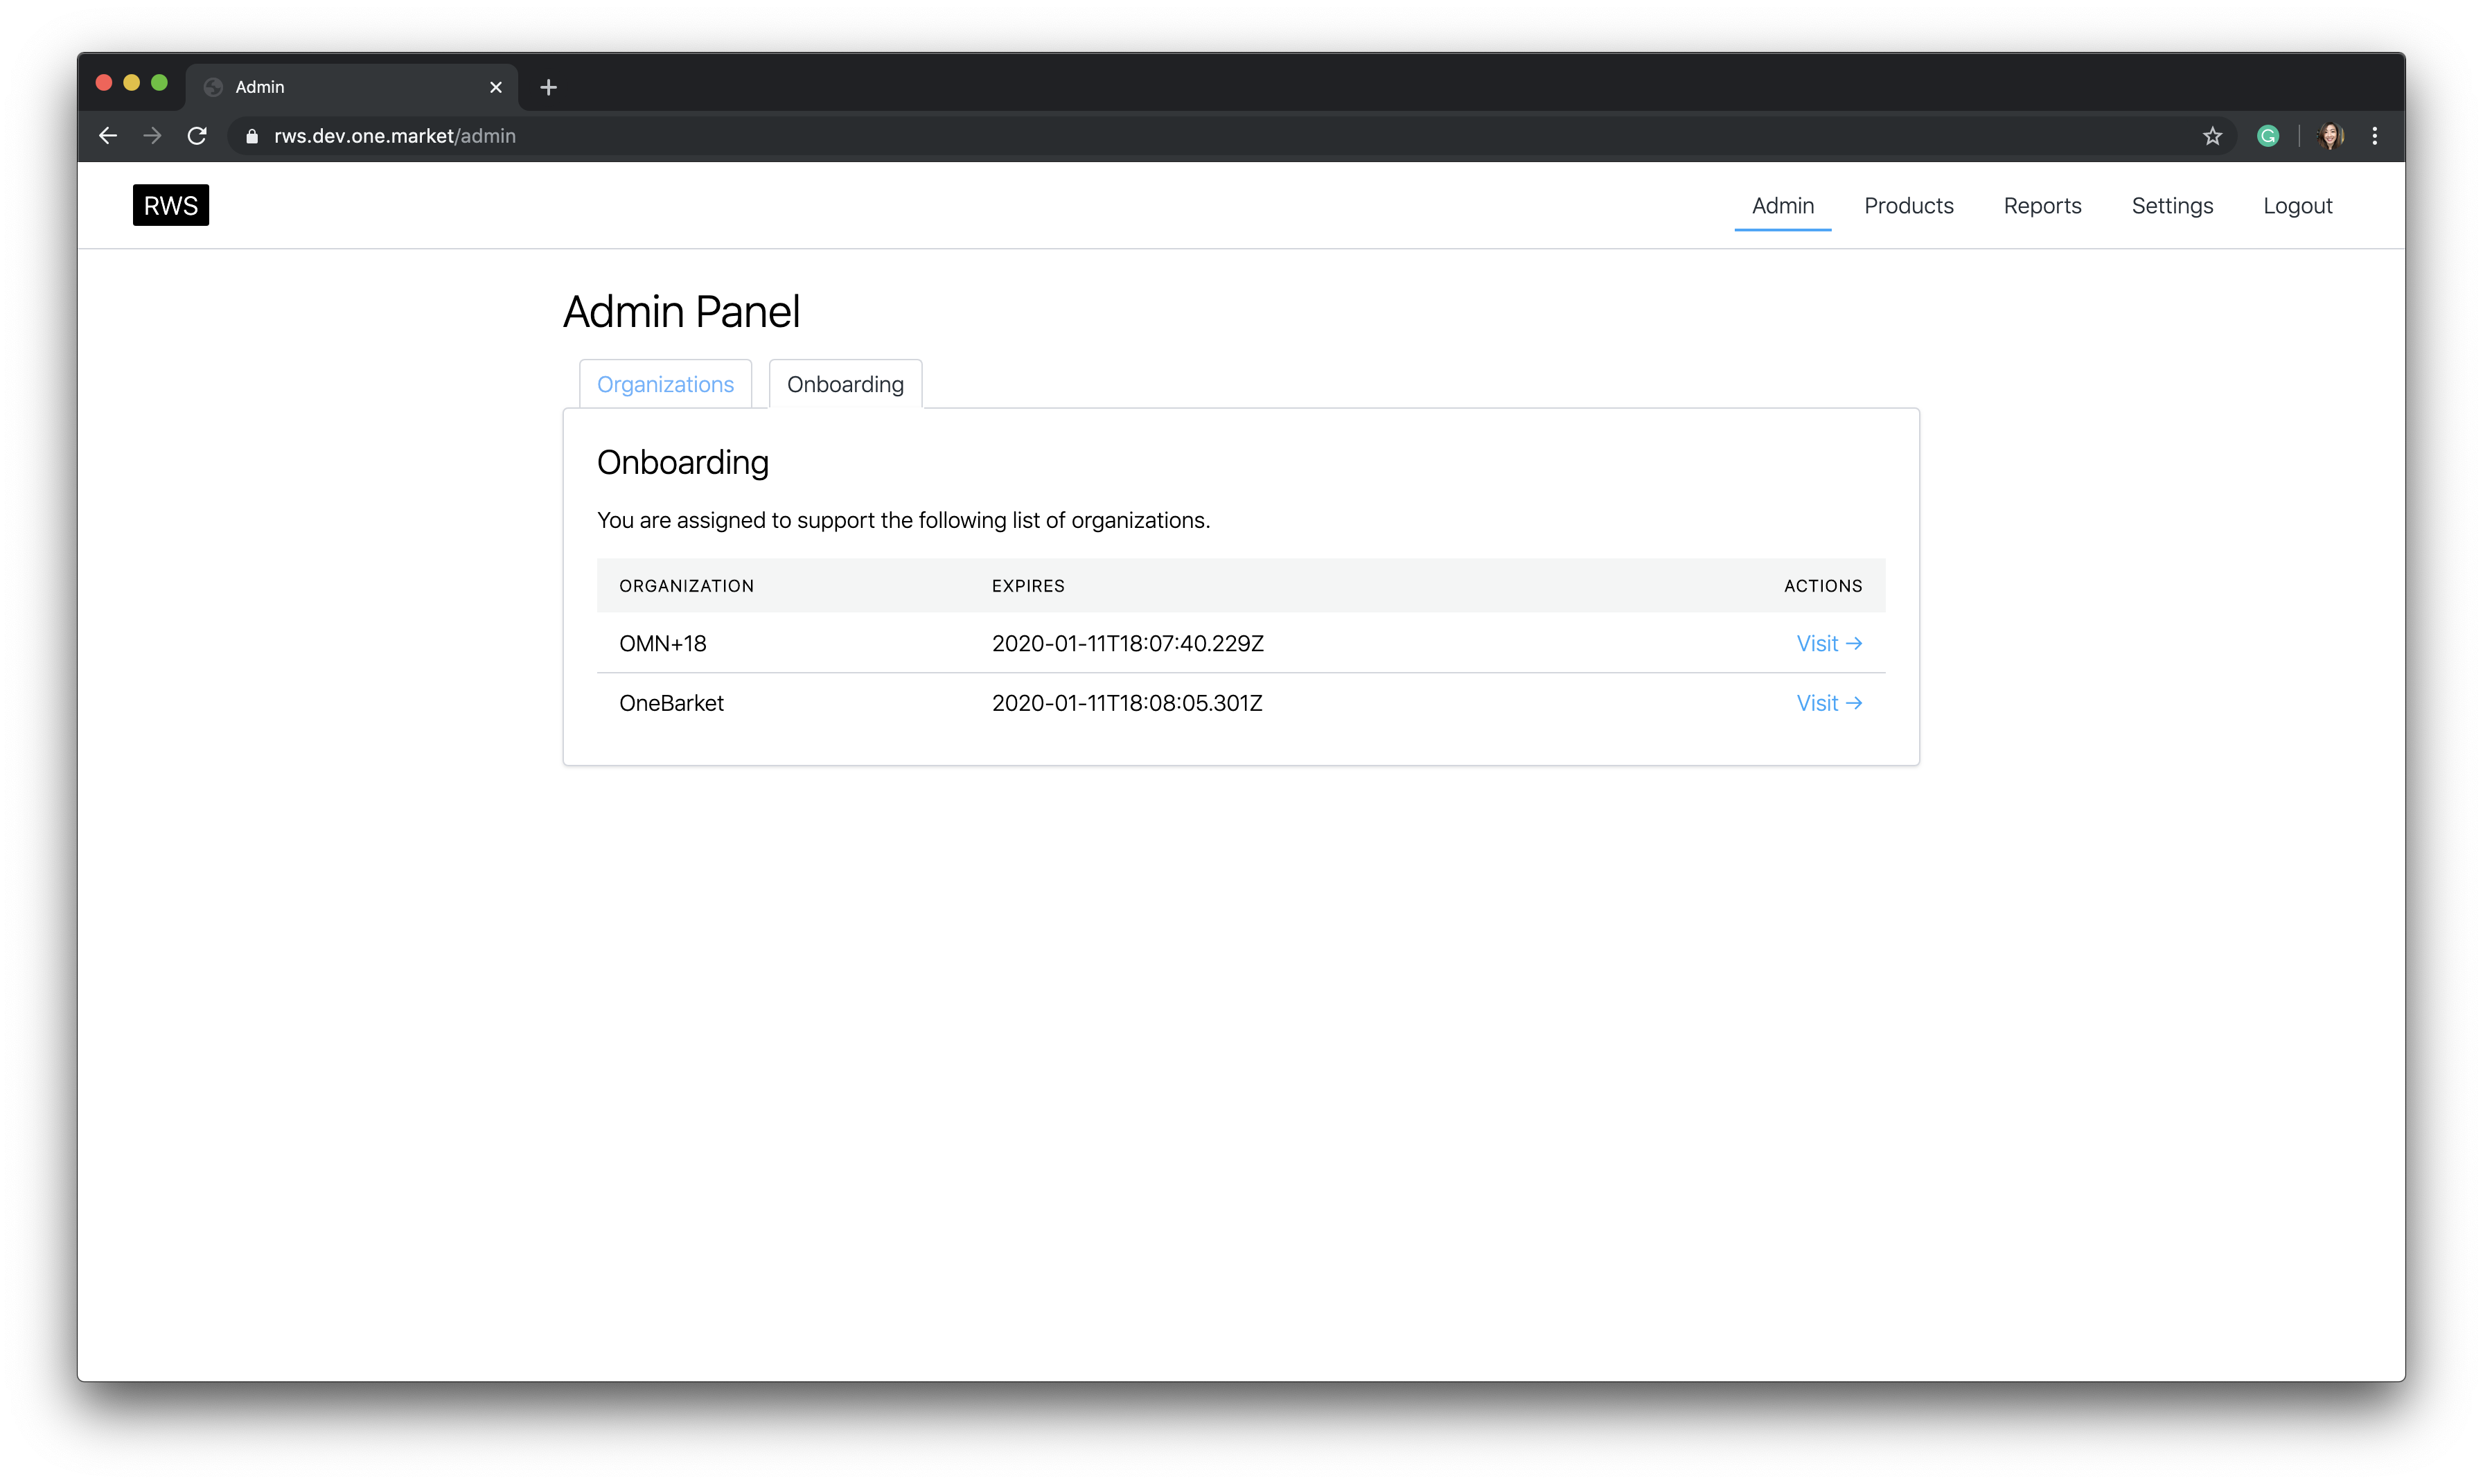 Admin
rws.dev.one.market/admin
RWS
Admin Products Reports Settings Logout
Admin Panel
Organizations Onboarding
Onboarding
You are assigned to support the following list of organizations.
ORGANIZATION EXPIRES ACTIONS
OMN+18 2020-01-11T18:07:40.229Z Visit →
OneBarket 2020-01-11T18:08:05.301Z Visit →